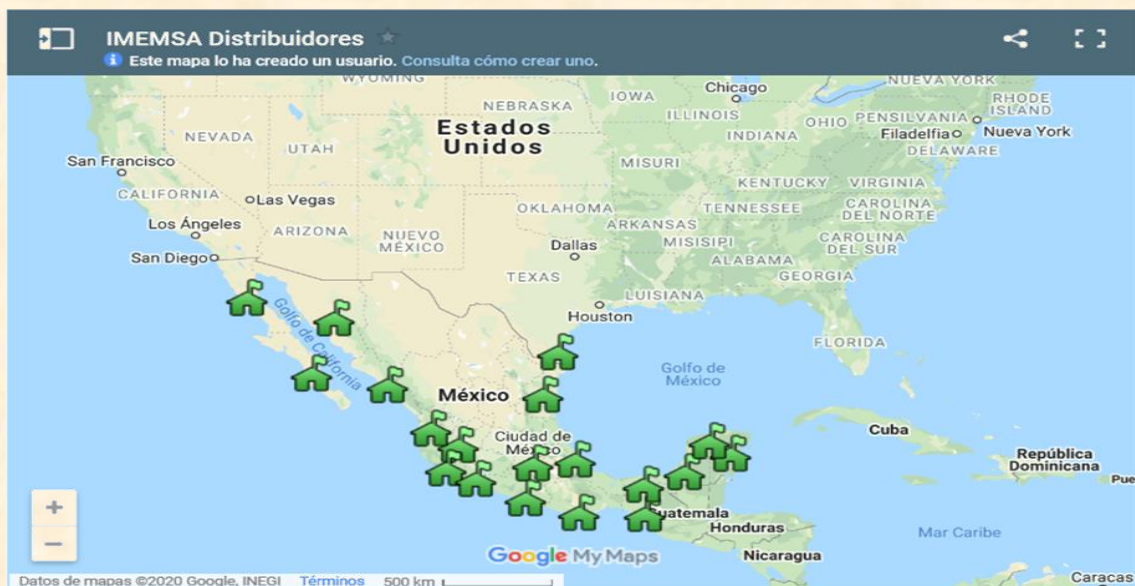 IMEMSA Distribuidores
Este mapa lo ha creado un usuario. Consulta cómo crear uno.
WYOMING
Chicago
NUEVA YORK
NEBRASKA
IOWA
RHODE
ISLAND
ILLINOIS
OHIO
PENSILVANIA
Estados
Unidos
NEVADA
UTAH
INDIANA
Filadelfia
Nueva York
DELAWARE
San Francisco
MISURI
KENTUCKY
VIRGINIA
CALIFORNIA
Las Vegas
OKLAHOMA
TENNESSEE
CAROLINA
DEL NORTE
Los Ángeles
ARIZONA
NUEVO
MÉXICO
ARKANSAS
Dallas
MISISIPI
CAROLINA
DEL SUR
San Diego
ALABAMA
TEXAS
GEORGIA
LUISIANA
Houston
Golfo de California
FLORIDA
Golfo de
México
México
Cuba
Ciudad de
México
República
Dominicana
Pue
Guatemala
Honduras
Mar Caribe
Google My Maps
Nicaragua
Caracas
Datos de mapas ©2020 Google, INEGI
Términos
500 km